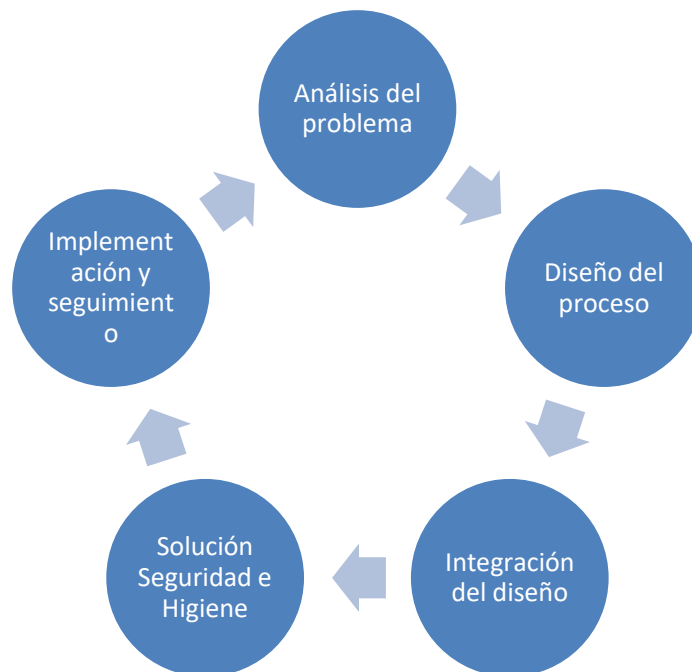 Análisis del
problema
Diseño del
proceso
Integración
del diseño
Solución
Seguridad e
Higiene
Implement
ación y
seguimient
o